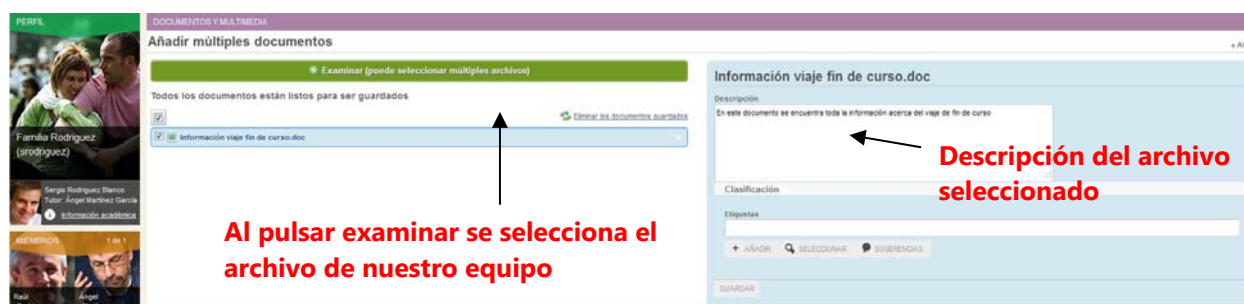 PERFIL
Familia Rodriguez
(srodriguez)
Sergio Rodriguez Blanco
Tutor: Ángel Martínez García
Información académica
MIEMBROS 1 de 1
Raúl Ángel
DOCUMENTOS Y MULTIMEDIA
Añadir múltiples documentos
Examinar (puede seleccionar múltiples archivos)
Todos los documentos están listos para ser guardados
Eliminar los documentos guardados
Información viaje fin de curso.doc
Al pulsar examinar se selecciona el
archivo de nuestro equipo
Información viaje fin de curso.doc
Descripción
En este documento se encuentra toda la información acerca del viaje de fin de curso
Descripción del archivo
seleccionado
Clasificación
Etiquetas
+ AÑADIR SELECCIONAR SUGERENCIAS
GUARDAR